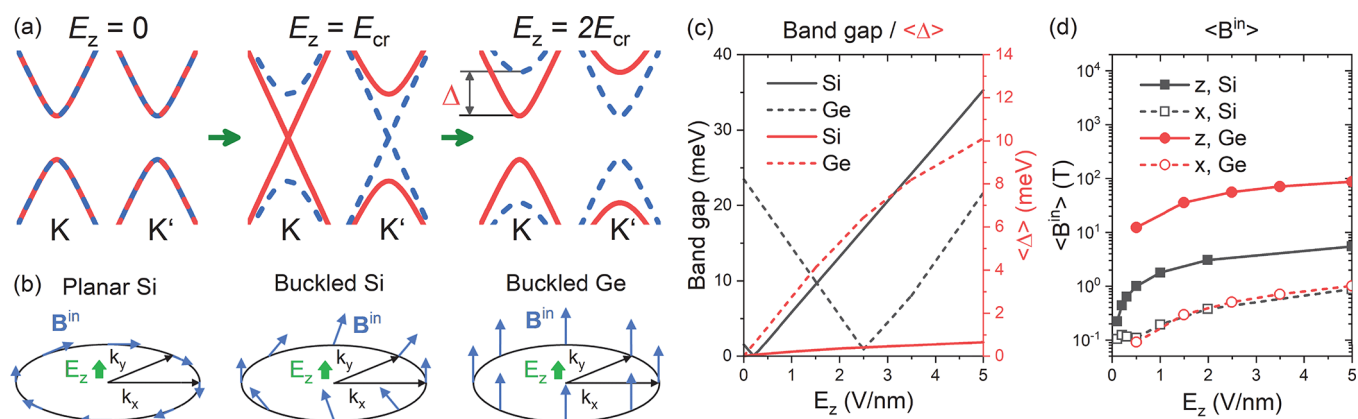 (a) E_z = 0 E_z = E_cr E_z = 2E_cr
Δ
K K' K K' K K'
(b) Planar Si Buckled Si Buckled Ge
B^in B^in B^in
E_z k_y k_x E_z k_y k_x E_z k_y k_x
(c) Band gap / <Δ>
Band gap (meV)
40
30
20
10
0
Si
Ge
Si
Ge
14
12
10
8
6
4
2
0
<Δ> (meV)
0 1 2 3 4 5
E_z (V/nm)
(d) <B^in>
<B^in> (T)
10^4
10^3
10^2
10^1
10^0
10^-1
z, Si
x, Si
z, Ge
x, Ge
0 1 2 3 4 5
E_z (V/nm)